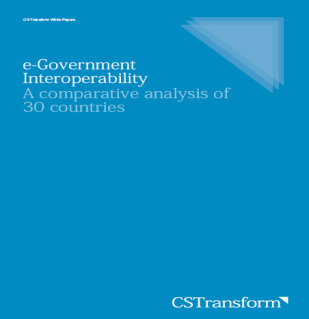 CSTransform White Papers
e-Government
Interoperability
A comparative analysis of
30 countries
CSTransform